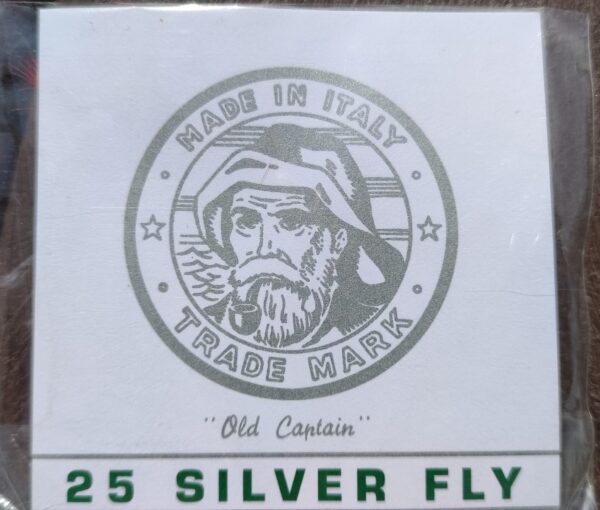 MADE IN ITALY
TRADE MARK
"Old Captain"
25 SILVER FLY